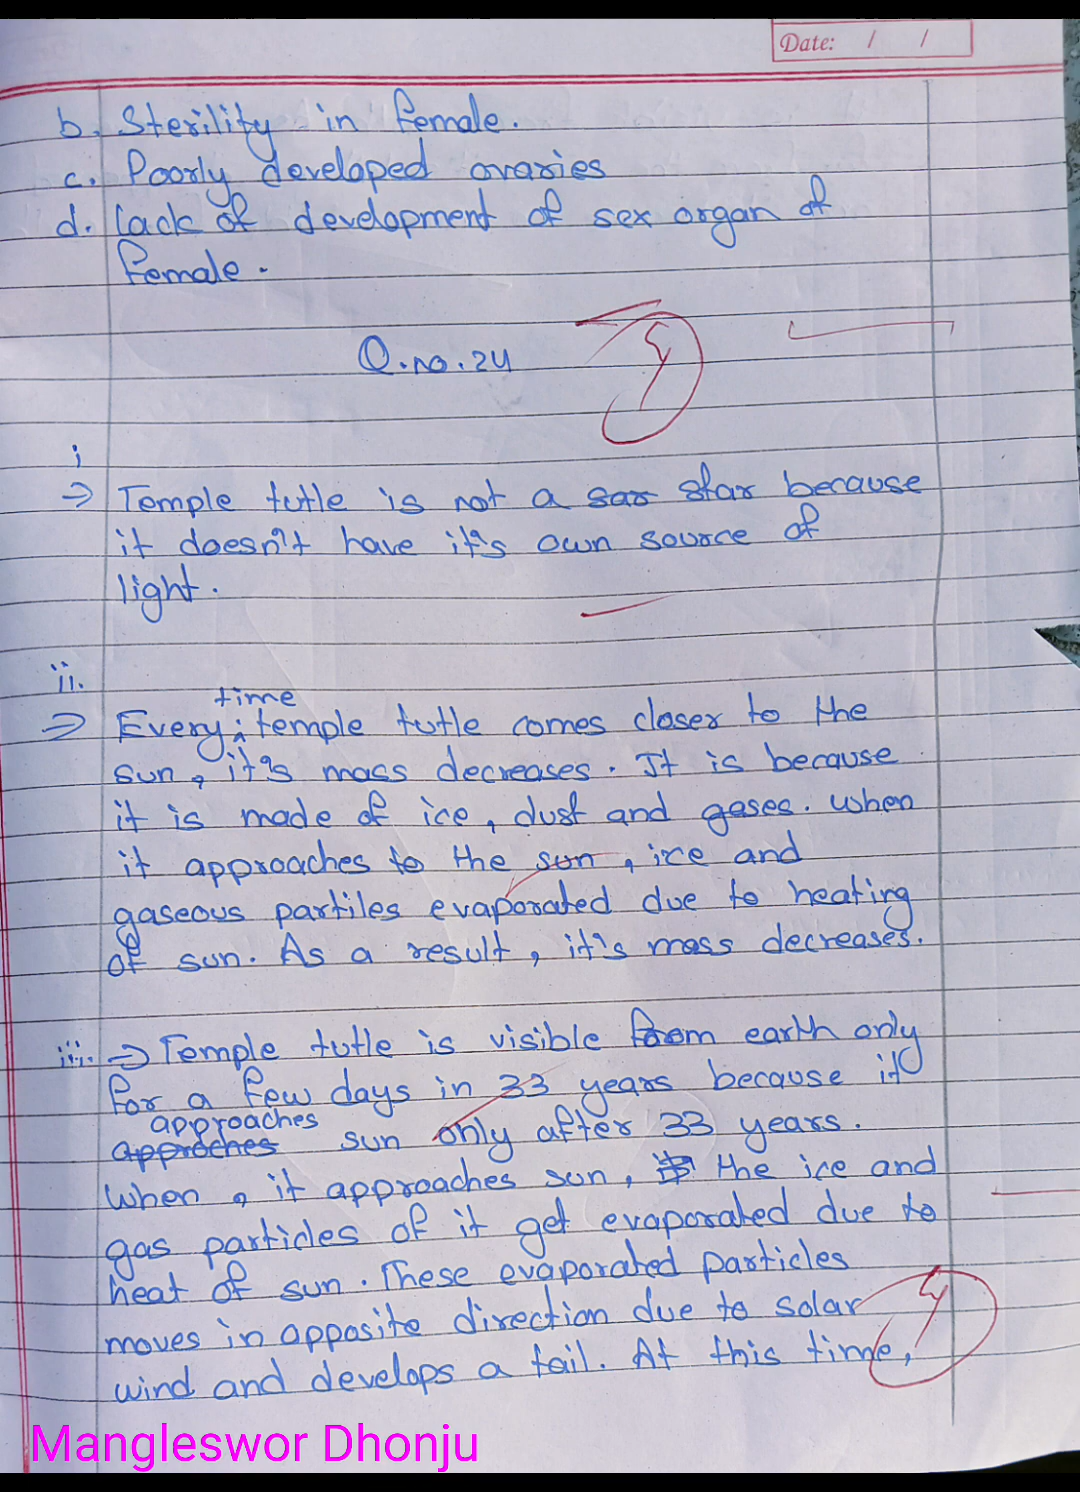 Date: / /
b. Sterility in female.
c. Poorly developed ovaries
d. lack of development of sex organ of
female.
Q.no.24
4
i
⇒ Temple tutle is not a sar star because
it doesn't have it's own source of
light.
ii.
time
⇒ Every temple tutle comes closer to the
sun, it's mass decreases. It is because
it is made of ice, dust and gases. when
it approaches to the sun, ice and
gaseous partiles evaporated due to heating
of sun. As a result, it's mass decreases.
iii. ⇒ Temple tutle is visible from earth only
for a few days in 33 years because it
approaches
approches sun only after 33 years.
When, it approaches sun, the ice and
gas particles of it get evaporated due to
heat of sun. These evaporated particles
moves in opposite direction due to solar
wind and develops a tail. At this time,
4
Mangleswor Dhonju